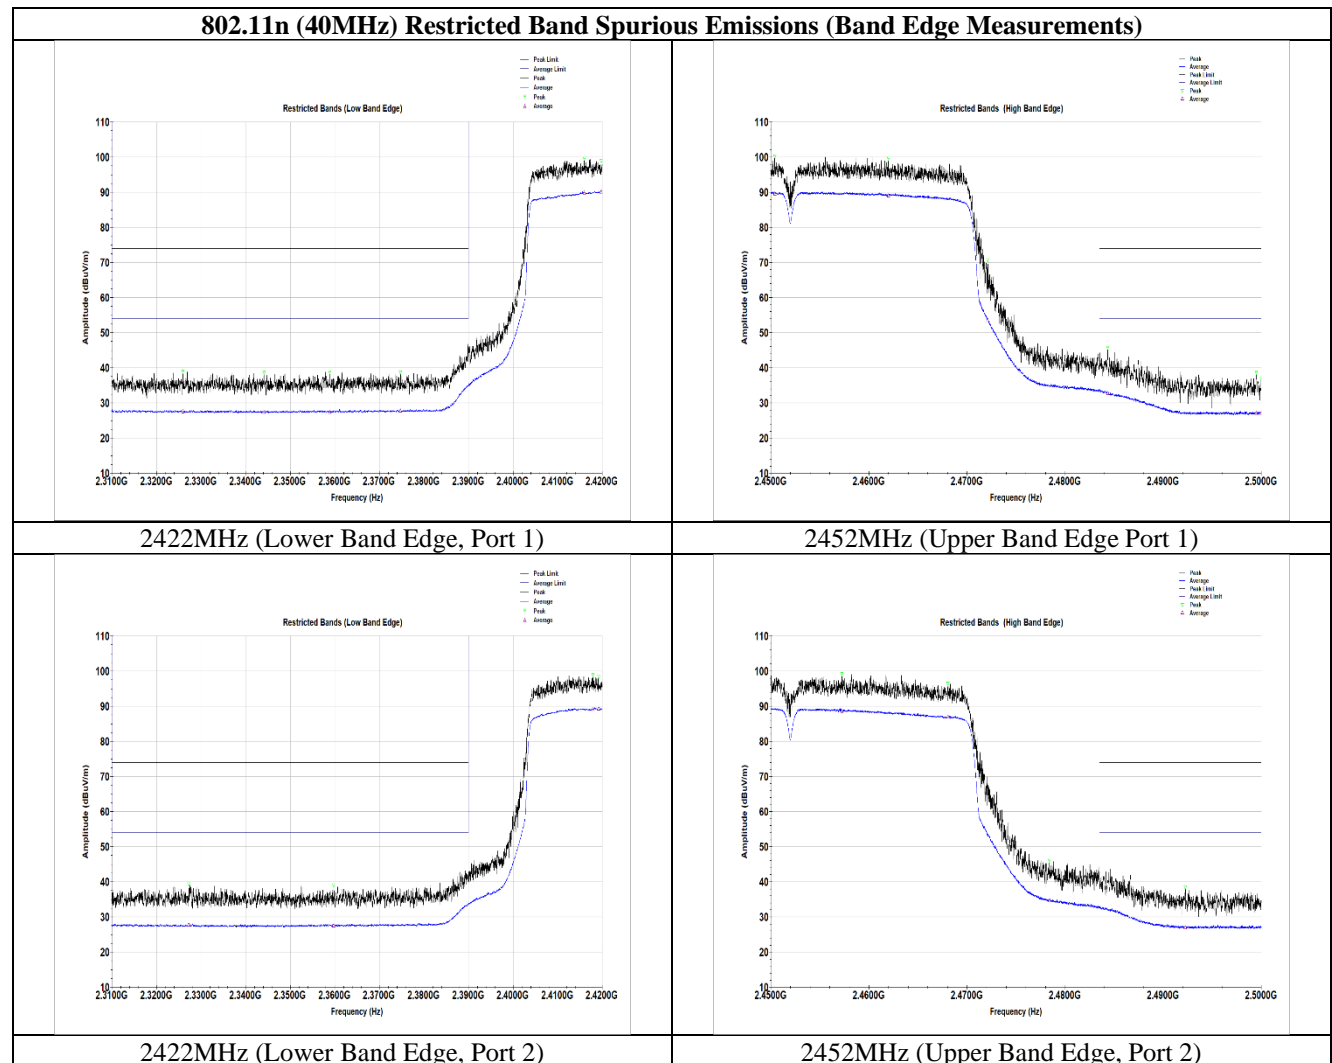 802.11n (40MHz) Restricted Band Spurious Emissions (Band Edge Measurements)
Peak Limit
Average Limit
Peak
Average
Peak
Average
Restricted Bands (Low Band Edge)
110
100
90
80
70
60
50
40
30
20
10
Amplitude (dBuV/m)
2.3100G 2.3200G 2.3300G 2.3400G 2.3500G 2.3600G 2.3700G 2.3800G 2.3900G 2.4000G 2.4100G 2.4200G
Frequency (Hz)
Peak
Average
Peak Limit
Average Limit
Peak
Average
Restricted Bands (High Band Edge)
110
100
90
80
70
60
50
40
30
20
10
Amplitude (dBuV/m)
2.4500G 2.4600G 2.4700G 2.4800G 2.4900G 2.5000G
Frequency (Hz)
2422MHz (Lower Band Edge, Port 1)
2452MHz (Upper Band Edge Port 1)
Peak Limit
Average Limit
Peak
Average
Peak
Average
Restricted Bands (Low Band Edge)
110
100
90
80
70
60
50
40
30
20
10
Amplitude (dBuV/m)
2.3100G 2.3200G 2.3300G 2.3400G 2.3500G 2.3600G 2.3700G 2.3800G 2.3900G 2.4000G 2.4100G 2.4200G
Frequency (Hz)
Peak
Average
Peak Limit
Average Limit
Peak
Average
Restricted Bands (High Band Edge)
110
100
90
80
70
60
50
40
30
20
10
Amplitude (dBuV/m)
2.4500G 2.4600G 2.4700G 2.4800G 2.4900G 2.5000G
Frequency (Hz)
2422MHz (Lower Band Edge, Port 2)
2452MHz (Upper Band Edge, Port 2)